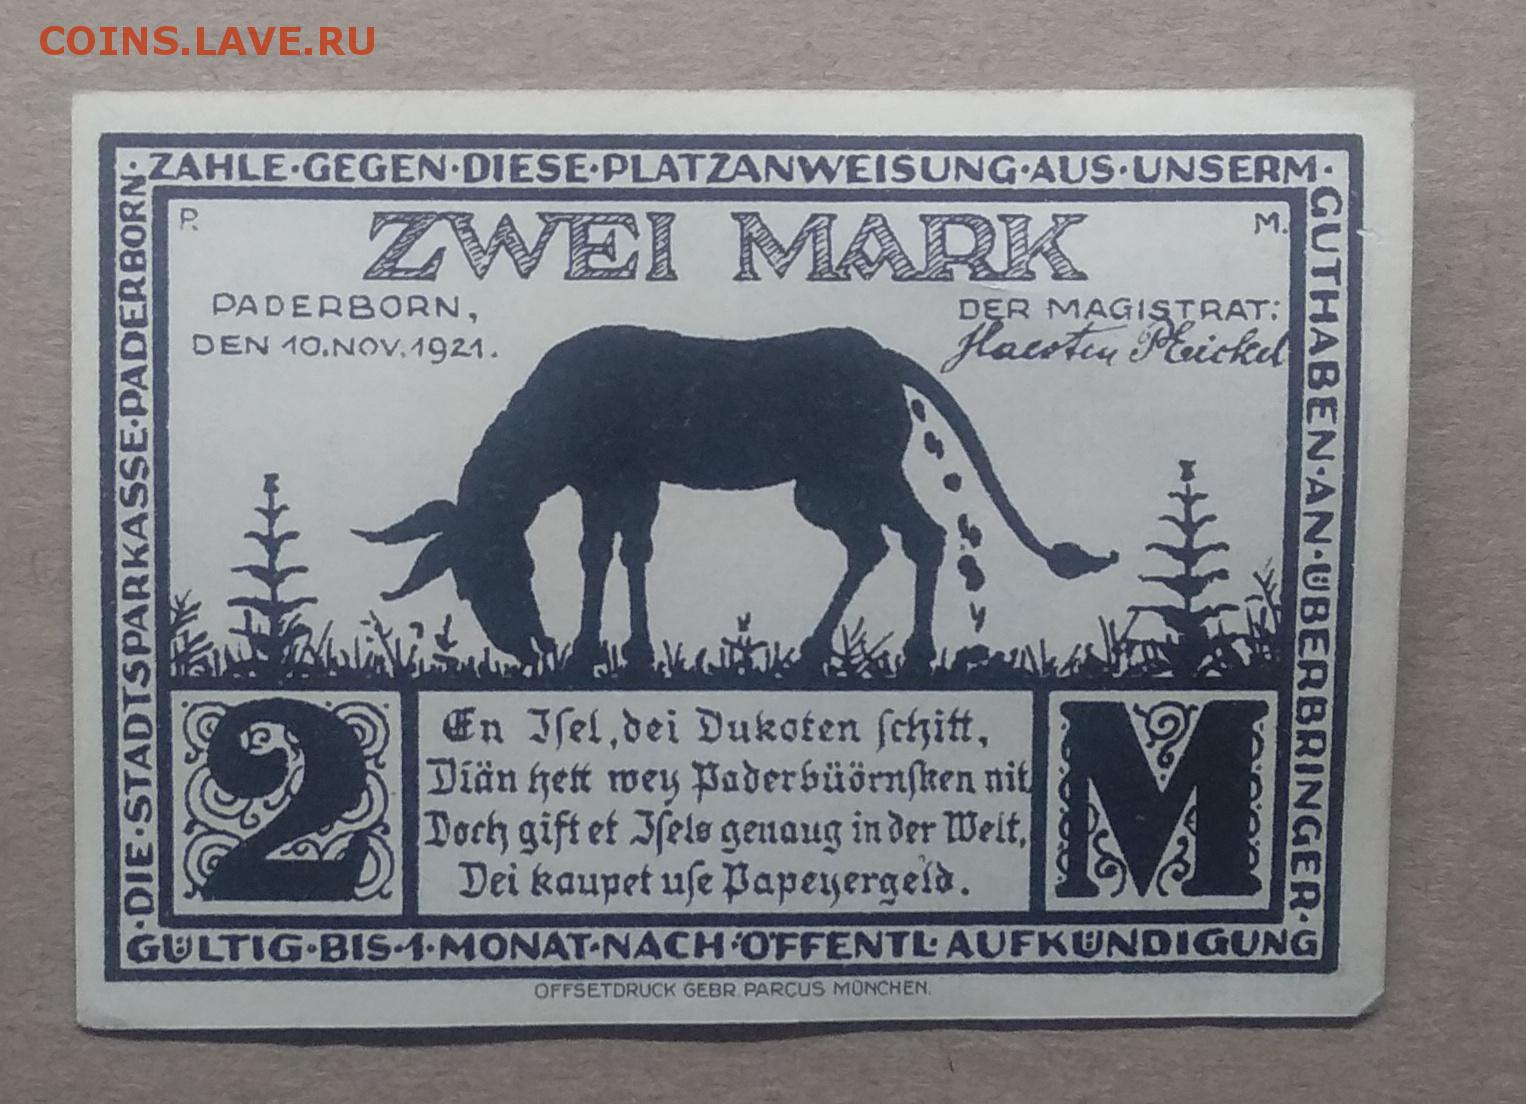 COINS.LAVE.RU
·ZAHLE·GEGEN·DIESE·PLATZANWEISUNG·AUS·UNSERM·
GUTHABEN·AN·ÜBERBRINGER·
·DIE·STADTSPARKASSE·PADERBORN
P.
ZWEI MARK
M.
PADERBORN,
DEN 10.NOV.1921.
DER MAGISTRAT:
Haerten Pleickel
2
En Isel, dei Dukoten schitt,
Diän hett wey Paderbüörnsken nit
Doch gift et Isels genaug in der Welt,
Dei kaupet use Papeyergeld.
M
GÜLTIG·BIS·1·MONAT·NACH·ÖFFENTL·AUFKÜNDIGUNG
OFFSETDRUCK GEBR. PARCUS MÜNCHEN.